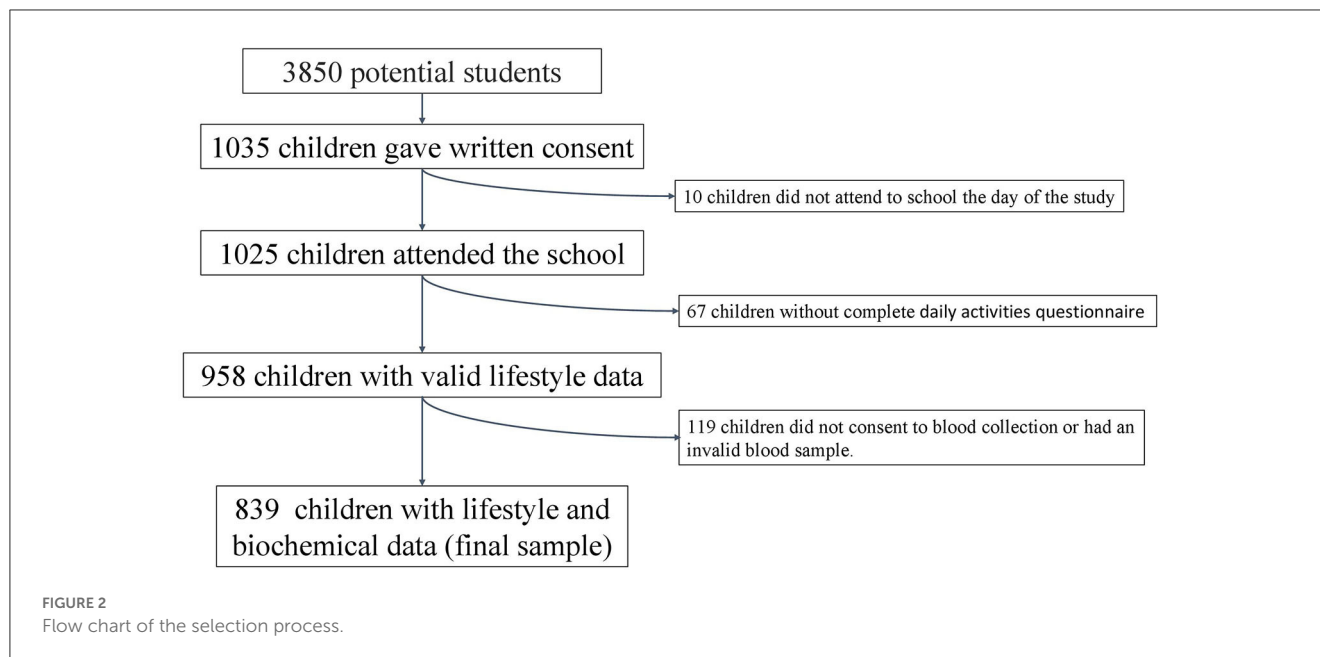 3850 potential students
1035 children gave written consent
10 children did not attend to school the day of the study
1025 children attended the school
67 children without complete daily activities questionnaire
958 children with valid lifestyle data
119 children did not consent to blood collection or had an
invalid blood sample.
839 children with lifestyle and
biochemical data (final sample)
FIGURE 2
Flow chart of the selection process.